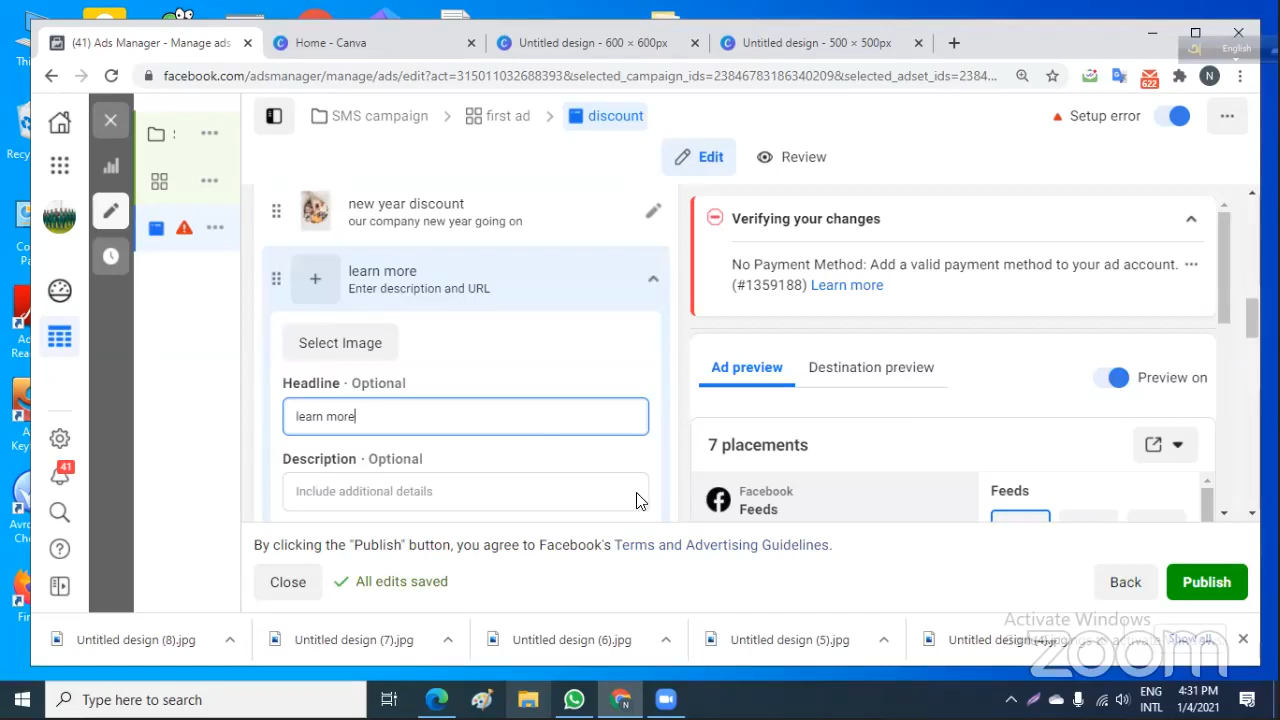 (41) Ads Manager - Manage ads
Home - Canva
Untitled design - 600 × 600px
Untitled design - 500 × 500px
English
facebook.com/adsmanager/manage/ads/edit?act=315011032688393&selected_campaign_ids=23846783186340209&selected_adset_ids=2384...
622
N
SMS campaign
first ad
discount
Setup error
Edit
Review
new year discount
our company new year going on
learn more
Enter description and URL
Select Image
Headline · Optional
learn more
Description · Optional
Include additional details
Verifying your changes
No Payment Method: Add a valid payment method to your ad account.
(#1359188) Learn more
Ad preview
Destination preview
Preview on
7 placements
Facebook
Feeds
Feeds
41
By clicking the "Publish" button, you agree to Facebook's Terms and Advertising Guidelines.
Close
All edits saved
Back
Publish
Activate Windows
Untitled design (8).jpg
Untitled design (7).jpg
Untitled design (6).jpg
Untitled design (5).jpg
Untitled design (4).jpg
Show all
zoom
Type here to search
ENG
INTL
4:31 PM
1/4/2021